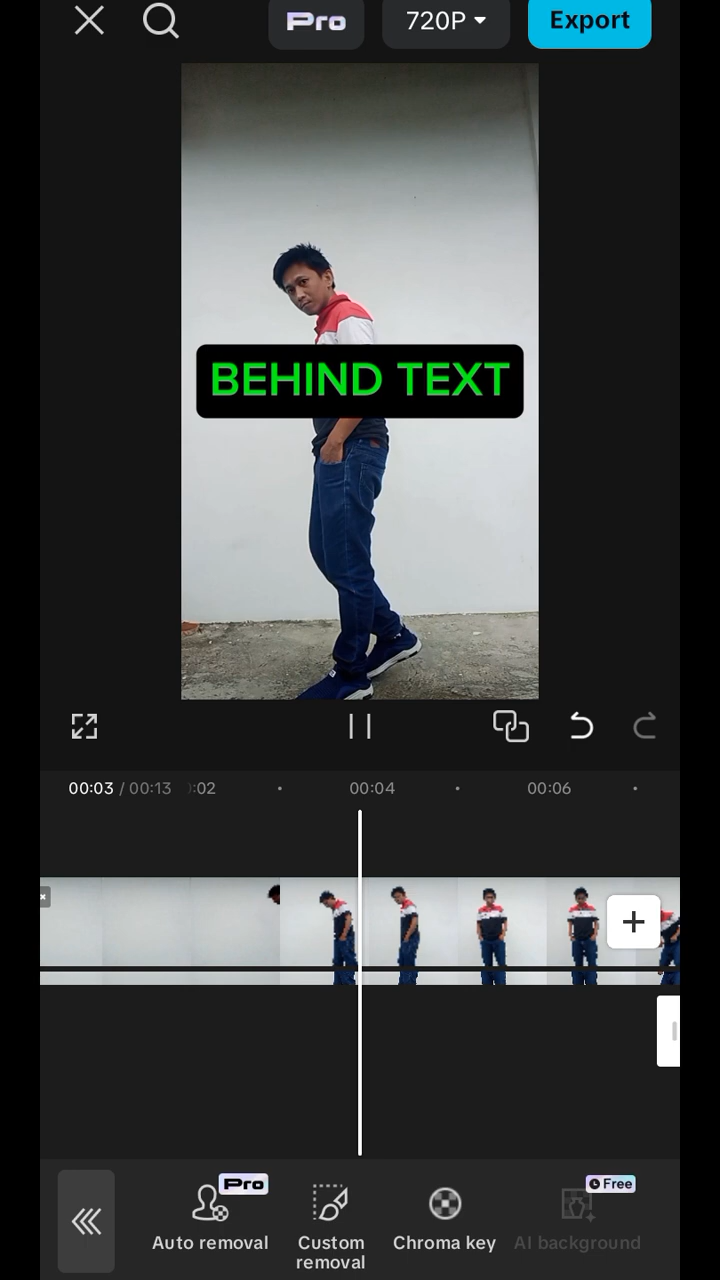 Pro
720P
Export
BEHIND TEXT
00:03 / 00:13
:02
00:04
00:06
Pro
Free
Auto removal
Custom
removal
Chroma key
AI background